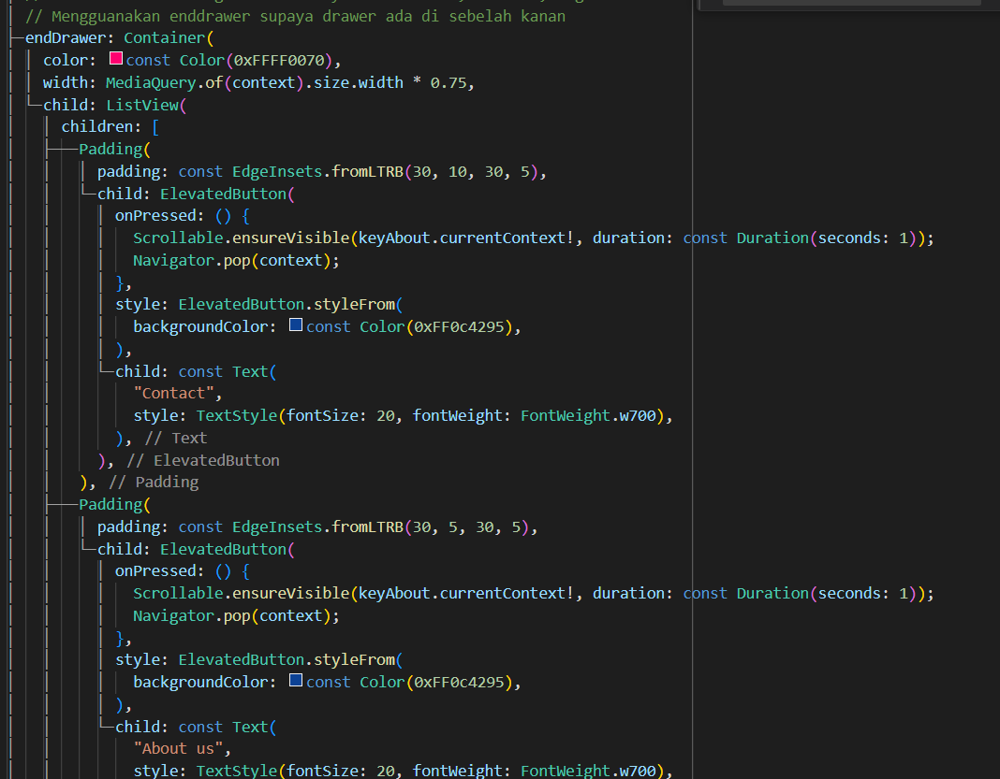 // Mengguanakan enddrawer supaya drawer ada di sebelah kanan
endDrawer: Container(
color: const Color(0xFFFF0070),
width: MediaQuery.of(context).size.width * 0.75,
child: ListView(
children: [
Padding(
padding: const EdgeInsets.fromLTRB(30, 10, 30, 5),
child: ElevatedButton(
onPressed: () {
Scrollable.ensureVisible(keyAbout.currentContext!, duration: const Duration(seconds: 1));
Navigator.pop(context);
},
style: ElevatedButton.styleFrom(
backgroundColor: const Color(0xFF0c4295),
),
child: const Text(
"Contact",
style: TextStyle(fontSize: 20, fontWeight: FontWeight.w700),
), // Text
), // ElevatedButton
), // Padding
Padding(
padding: const EdgeInsets.fromLTRB(30, 5, 30, 5),
child: ElevatedButton(
onPressed: () {
Scrollable.ensureVisible(keyAbout.currentContext!, duration: const Duration(seconds: 1));
Navigator.pop(context);
},
style: ElevatedButton.styleFrom(
backgroundColor: const Color(0xFF0c4295),
),
child: const Text(
"About us",
style: TextStyle(fontSize: 20, fontWeight: FontWeight.w700),